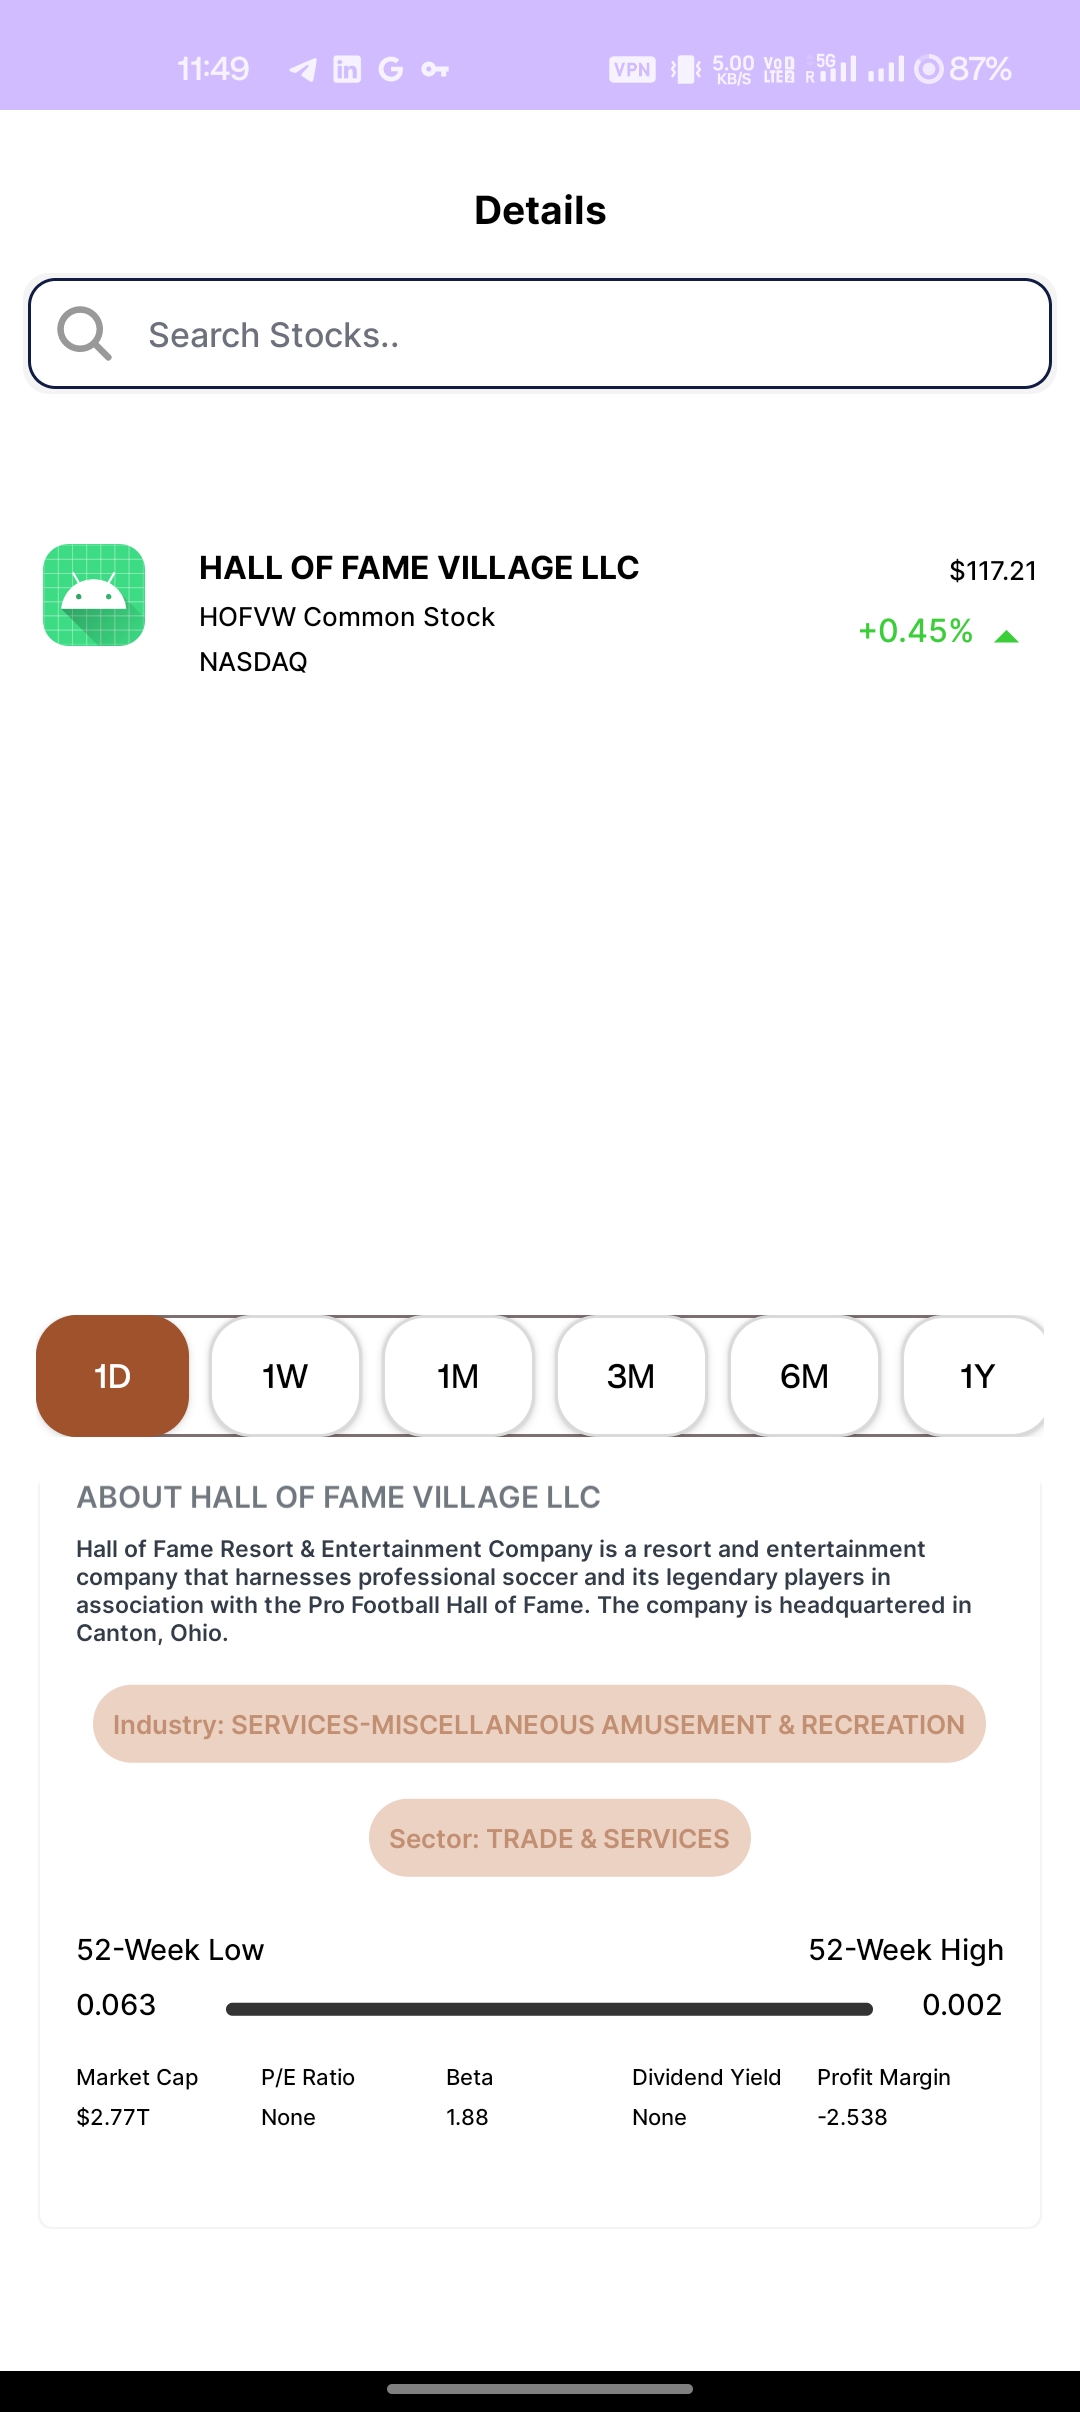 11:49 VPN 5.00 KB/S VoD LTE2 R 5G 87%
Details
Search Stocks..
HALL OF FAME VILLAGE LLC
$117.21
HOFVW Common Stock
+0.45%
NASDAQ
1D 1W 1M 3M 6M 1Y
ABOUT HALL OF FAME VILLAGE LLC
Hall of Fame Resort & Entertainment Company is a resort and entertainment
company that harnesses professional soccer and its legendary players in
association with the Pro Football Hall of Fame. The company is headquartered in
Canton, Ohio.
Industry: SERVICES-MISCELLANEOUS AMUSEMENT & RECREATION
Sector: TRADE & SERVICES
52-Week Low 52-Week High
0.063 0.002
Market Cap P/E Ratio Beta Dividend Yield Profit Margin
$2.77T None 1.88 None -2.538